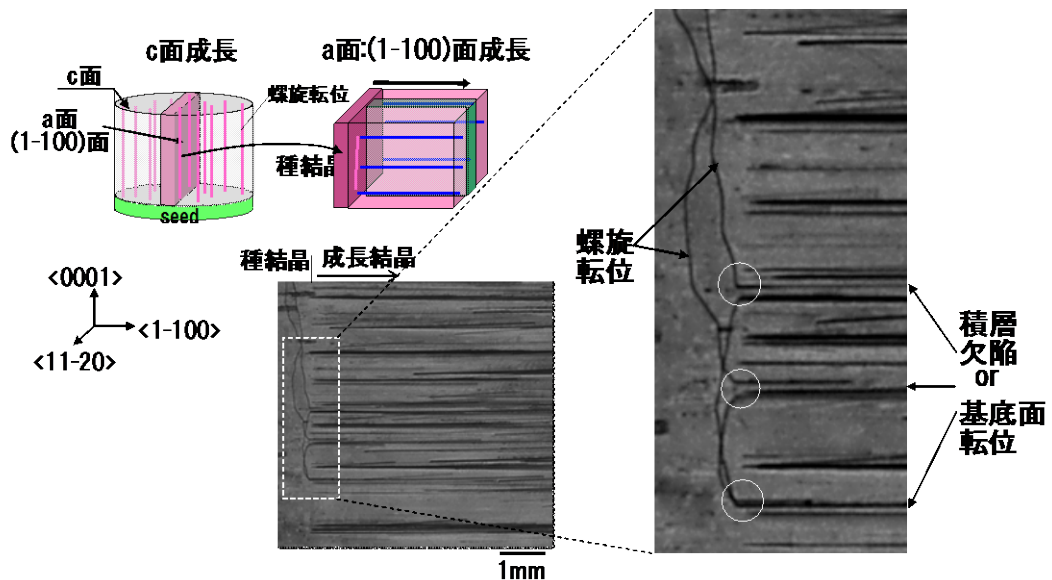 c面成長
a面:(1-100)面成長
c面
a面
(1-100)面
螺旋転位
種結晶
seed
種結晶
成長結晶
<0001>
<1-100>
<11-20>
1mm
螺旋
転位
積層
欠陥
or
基底面
転位